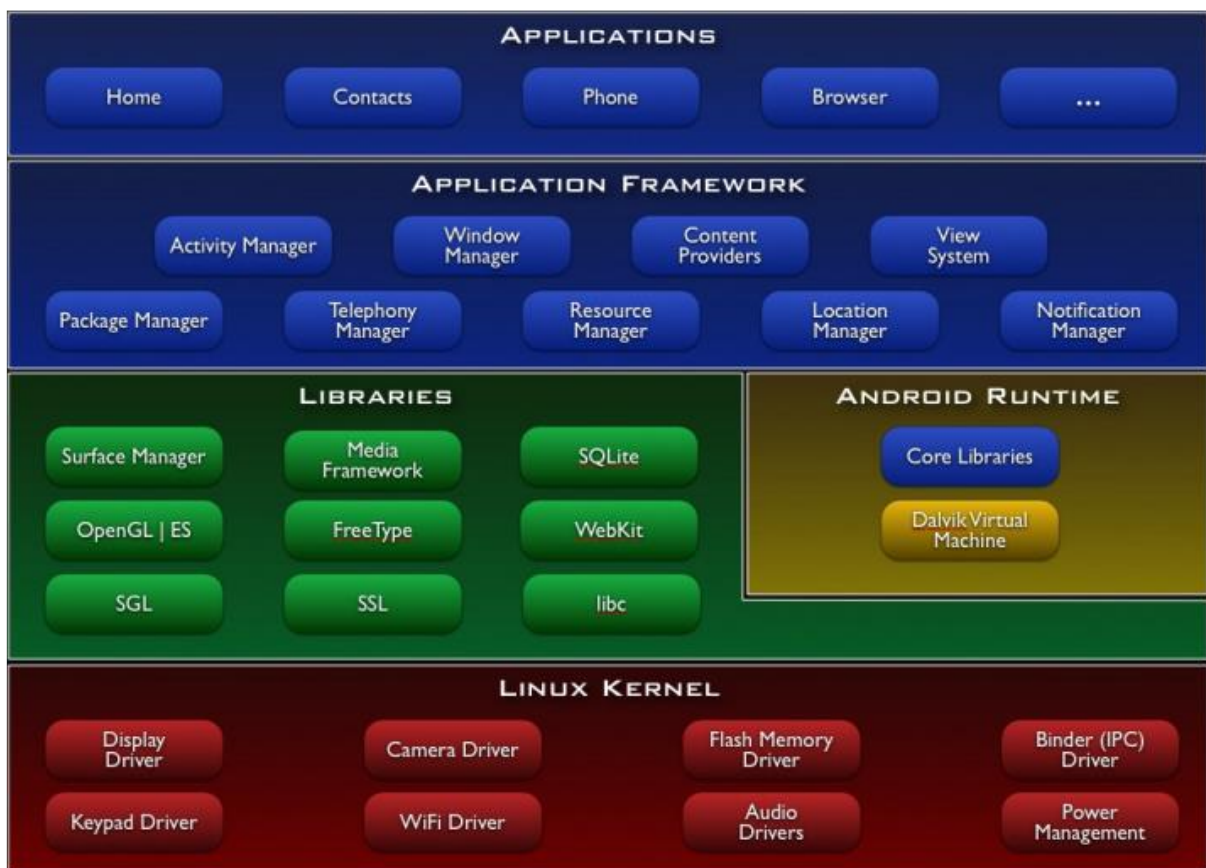 APPLICATIONS
Home
Contacts
Phone
Browser
...
APPLICATION FRAMEWORK
Activity Manager
Window
Manager
Content
Providers
View
System
Package Manager
Telephony
Manager
Resource
Manager
Location
Manager
Notification
Manager
LIBRARIES
Surface Manager
Media
Framework
SQLite
OpenGL | ES
FreeType
WebKit
SGL
SSL
libc
ANDROID RUNTIME
Core Libraries
Dalvik Virtual
Machine
LINUX KERNEL
Display
Driver
Camera Driver
Flash Memory
Driver
Binder (IPC)
Driver
Keypad Driver
WiFi Driver
Audio
Drivers
Power
Management